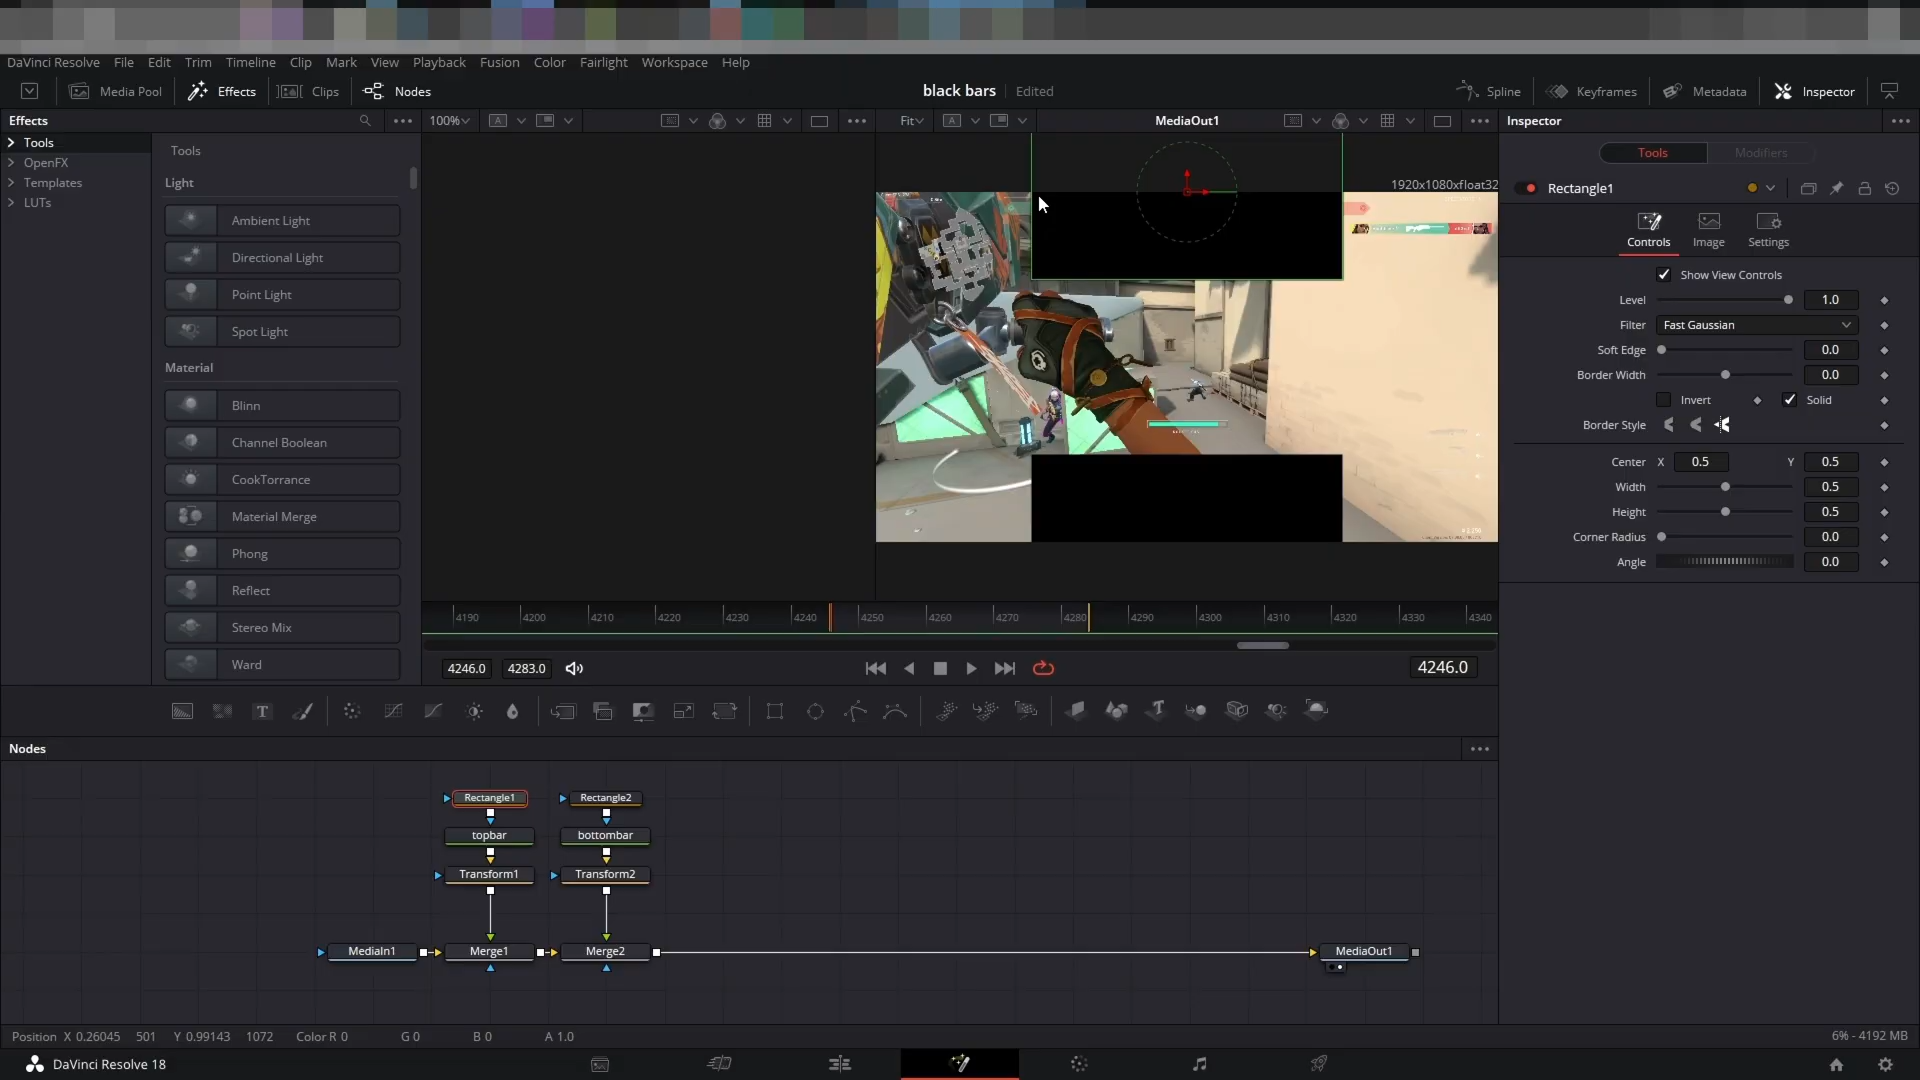 DaVinci Resolve File Edit Trim Timeline Clip Mark View Playback Fusion Color Fairlight Workspace Help
Media Pool Effects Clips Nodes black bars Edited Spline Keyframes Metadata Inspector
Effects 100% Fit MediaOut1 Inspector
Tools
OpenFX
Templates
LUTs
Tools
Light
Ambient Light
Directional Light
Point Light
Spot Light
Material
Blinn
Channel Boolean
CookTorrance
Material Merge
Phong
Reflect
Stereo Mix
Ward
1920x1080xfloat32
Tools Modifiers
Rectangle1
Controls Image Settings
Show View Controls
Level 1.0
Filter Fast Gaussian
Soft Edge 0.0
Border Width 0.0
Invert Solid
Border Style
Center X 0.5 Y 0.5
Width 0.5
Height 0.5
Corner Radius 0.0
Angle 0.0
4190 4200 4210 4220 4230 4240 4250 4260 4270 4280 4290 4300 4310 4320 4330 4340
4246.0 4283.0 4246.0
Nodes
Rectangle1 Rectangle2
topbar bottombar
Transform1 Transform2
MediaIn1 Merge1 Merge2 MediaOut1
Position X 0.26045 501 Y 0.99143 1072 Color R 0 G 0 B 0 A 1.0 6% - 4192 MB
DaVinci Resolve 18